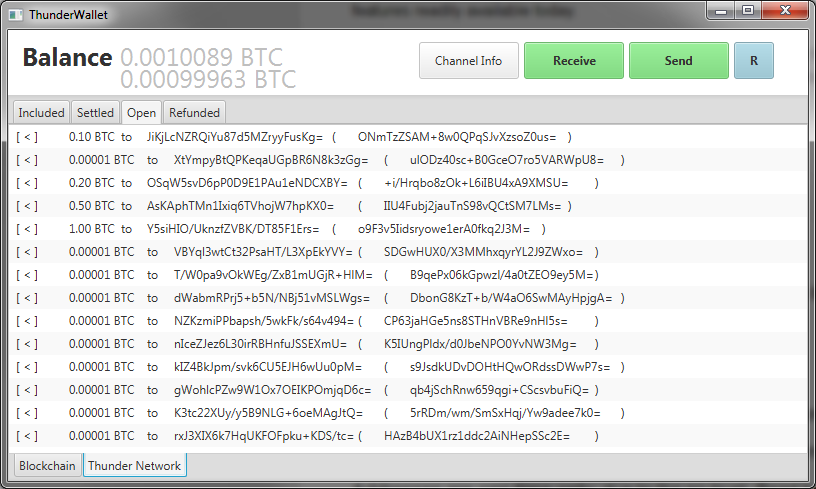 ThunderWallet
Balance 0.0010089 BTC
0.00099963 BTC
Channel Info Receive Send R
Included Settled Open Refunded
[ < ] 0.10 BTC to JiKjLcNZRQiYu87d5MZryyFusKg= ( ONmTzZSAM+8w0QPqSJvXzsoZ0us= )
[ < ] 0.00001 BTC to XtYmpyBtQPKeqaUGpBR6N8k3zGg= ( ulODz40sc+B0GceO7ro5VARWpU8= )
[ < ] 0.20 BTC to OSqW5svD6pP0D9E1PAu1eNDCXBY= ( +i/Hrqbo8zOk+L6iIBU4xA9XMSU= )
[ < ] 0.50 BTC to AsKAphTMn1Ixiq6TVhojW7hpKX0= ( IIU4Fubj2jauTnS98vQCtSM7LMs= )
[ < ] 1.00 BTC to Y5siHIO/UknzfZVBK/DT85F1Ers= ( o9F3v5Iidsryowe1erA0fkq2J3M= )
[ < ] 0.00001 BTC to VBYqI3wtCt32PsaHT/L3XpEkYVY= ( SDGwHUX0/X3MMhxqyrYL2J9ZWxo= )
[ < ] 0.00001 BTC to T/W0pa9vOkWEg/ZxB1mUGjR+HIM= ( B9qePx06kGpwzl/4a0tZEO9ey5M=)
[ < ] 0.00001 BTC to dWabmRPrj5+b5N/NBj51vMSLWgs= ( DbonG8KzT+b/W4aO6SwMAyHpjgA= )
[ < ] 0.00001 BTC to NZKzmiPPbapsh/5wkFk/s64v494= ( CP63jaHGe5ns8STHnVBRe9nHI5s= )
[ < ] 0.00001 BTC to nIceZJez6L30irRBHnfuJSSEXmU= ( K5IUngPIdx/d0JbeNPO0YvNW3Mg= )
[ < ] 0.00001 BTC to kIZ4BkJpm/svk6CU5EJH6wUu0pM= ( s9JsdkUDvDOHtHQwORdssDWwP7s= )
[ < ] 0.00001 BTC to gWohlcPZw9W1Ox7OEIKPOmjqD6c= ( qb4jSchRnw659qgi+CScsvbuFiQ= )
[ < ] 0.00001 BTC to K3tc22XUy/y5B9NLG+6oeMAgJtQ= ( 5rRDm/wm/SmSxHqj/Yw9adee7k0= )
[ < ] 0.00001 BTC to rxJ3XIX6k7HqUKFOFpku+KDS/tc= ( HAzB4bUX1rz1ddc2AiNHepSSc2E= )
Blockchain Thunder Network